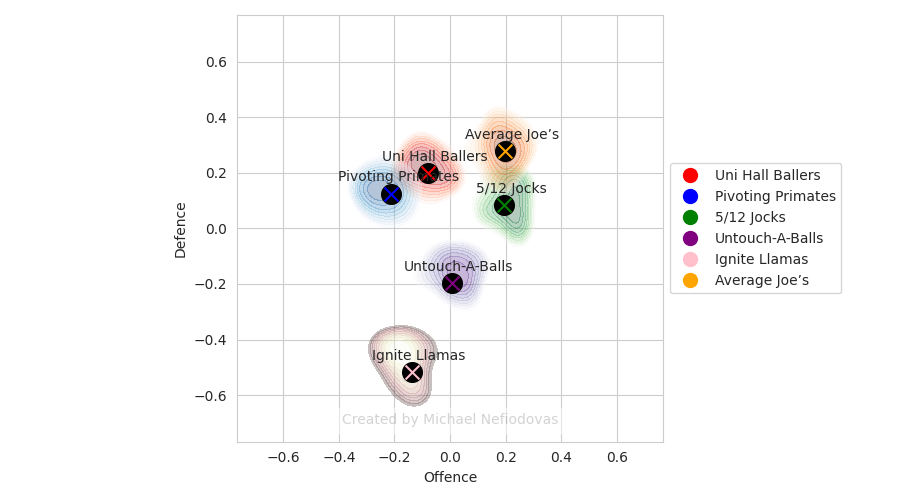 0.6
0.4
0.2
0.0
−0.2
−0.4
−0.6
Defence
Average Joe’s
Uni Hall Ballers
Pivoting Primates
5/12 Jocks
Untouch-A-Balls
Ignite Llamas
Created by Michael Nefiodovas
−0.6 −0.4 −0.2 0.0 0.2 0.4 0.6
Offence
Uni Hall Ballers
Pivoting Primates
5/12 Jocks
Untouch-A-Balls
Ignite Llamas
Average Joe’s